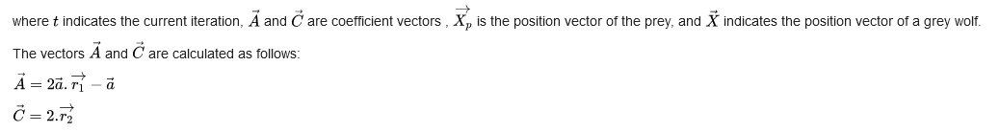 where t indicates the current iteration, $\vec{A}$ and $\vec{C}$ are coefficient vectors , $\overrightarrow{X_p}$ is the position vector of the prey, and $\vec{X}$ indicates the position vector of a grey wolf.
The vectors $\vec{A}$ and $\vec{C}$ are calculated as follows:
$\vec{A} = 2\vec{a}.\overrightarrow{r_1} - \vec{a}$
$\vec{C} = 2.\overrightarrow{r_2}$